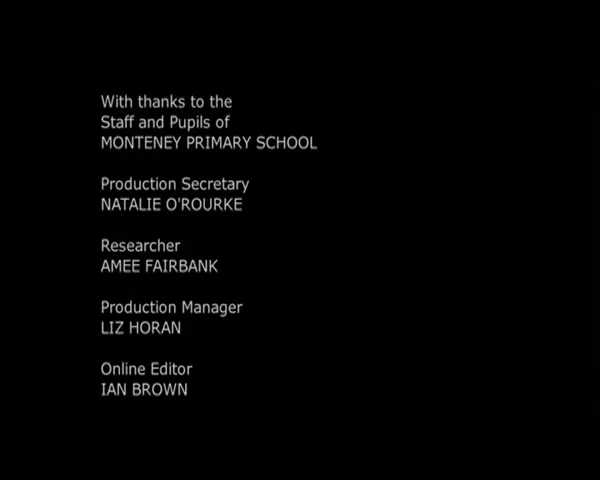 With thanks to the
Staff and Pupils of
MONTENEY PRIMARY SCHOOL
Production Secretary
NATALIE O'ROURKE
Researcher
AMEE FAIRBANK
Production Manager
LIZ HORAN
Online Editor
IAN BROWN